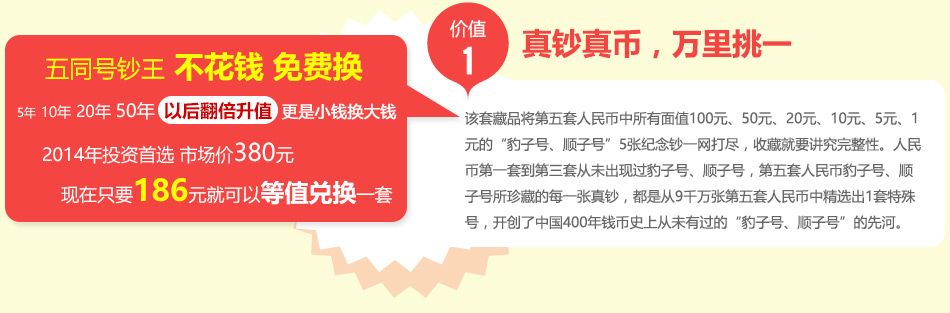 五同号钞王 不花钱 免费换
5年 10年 20年 50年 以后翻倍升值 更是小钱换大钱
2014年投资首选 市场价380元
现在只要186元就可以等值兑换一套
价值
1
真钞真币，万里挑一
该套藏品将第五套人民币中所有面值100元、50元、20元、10元、5元、1
元的“豹子号、顺子号”5张纪念钞一网打尽，收藏就要讲究完整性。人民
币第一套到第三套从未出现过豹子号、顺子号，第五套人民币豹子号、顺
子号所珍藏的每一张真钞，都是从9千万张第五套人民币中精选出1套特殊
号，开创了中国400年钱币史上从未有过的“豹子号、顺子号”的先河。